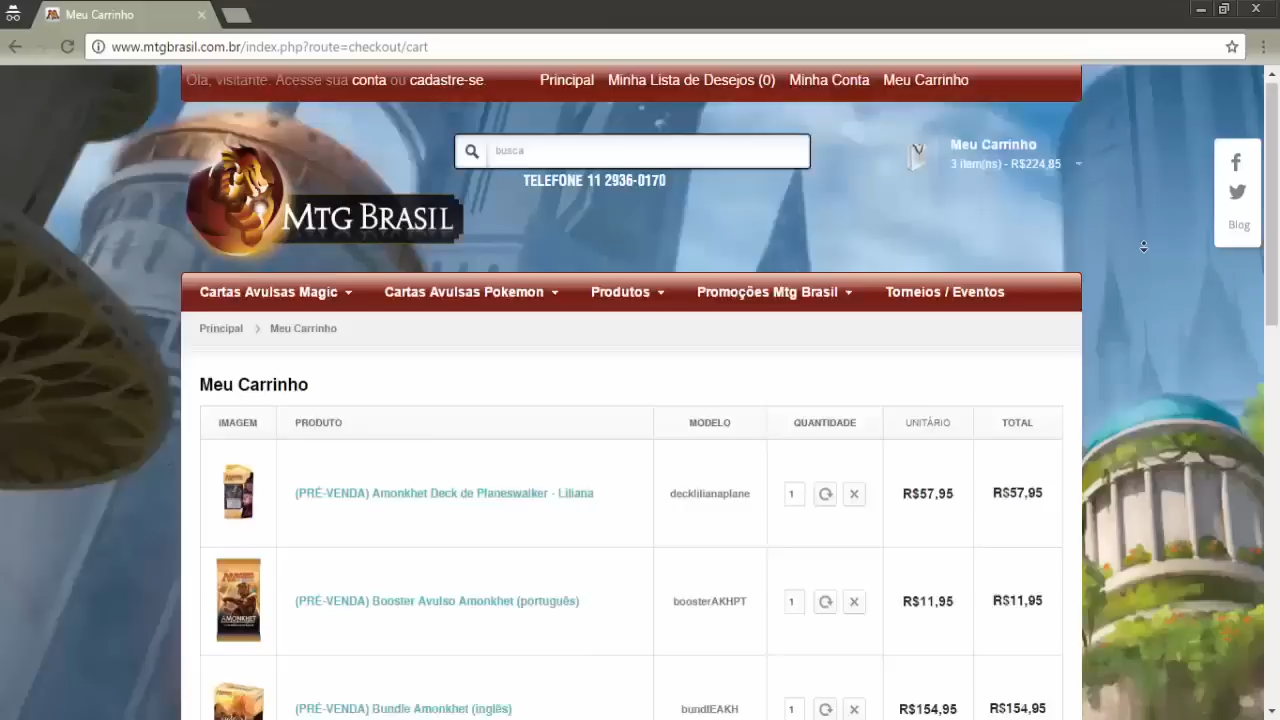 Meu Carrinho
www.mtgbrasil.com.br/index.php?route=checkout/cart
Olá, visitante. Acesse sua conta ou cadastre-se
Principal Minha Lista de Desejos (0) Minha Conta Meu Carrinho
busca
Meu Carrinho
3 item(ns) - R$224,85
TELEFONE 11 2936-0170
MTG BRASIL
Blog
Cartas Avulsas Magic Cartas Avulsas Pokemon Produtos Promoções Mtg Brasil Torneios / Eventos
Principal Meu Carrinho
Meu Carrinho
IMAGEM PRODUTO MODELO QUANTIDADE UNITÁRIO TOTAL
(PRÉ-VENDA) Amonkhet Deck de Planeswalker - Liliana decklilianaplane 1 R$57,95 R$57,95
(PRÉ-VENDA) Booster Avulso Amonkhet (português) boosterAKHPT 1 R$11,95 R$11,95
AMONKHET
(PRÉ-VENDA) Bundle Amonkhet (inglês) bundlEAKH 1 R$154,95 R$154,95